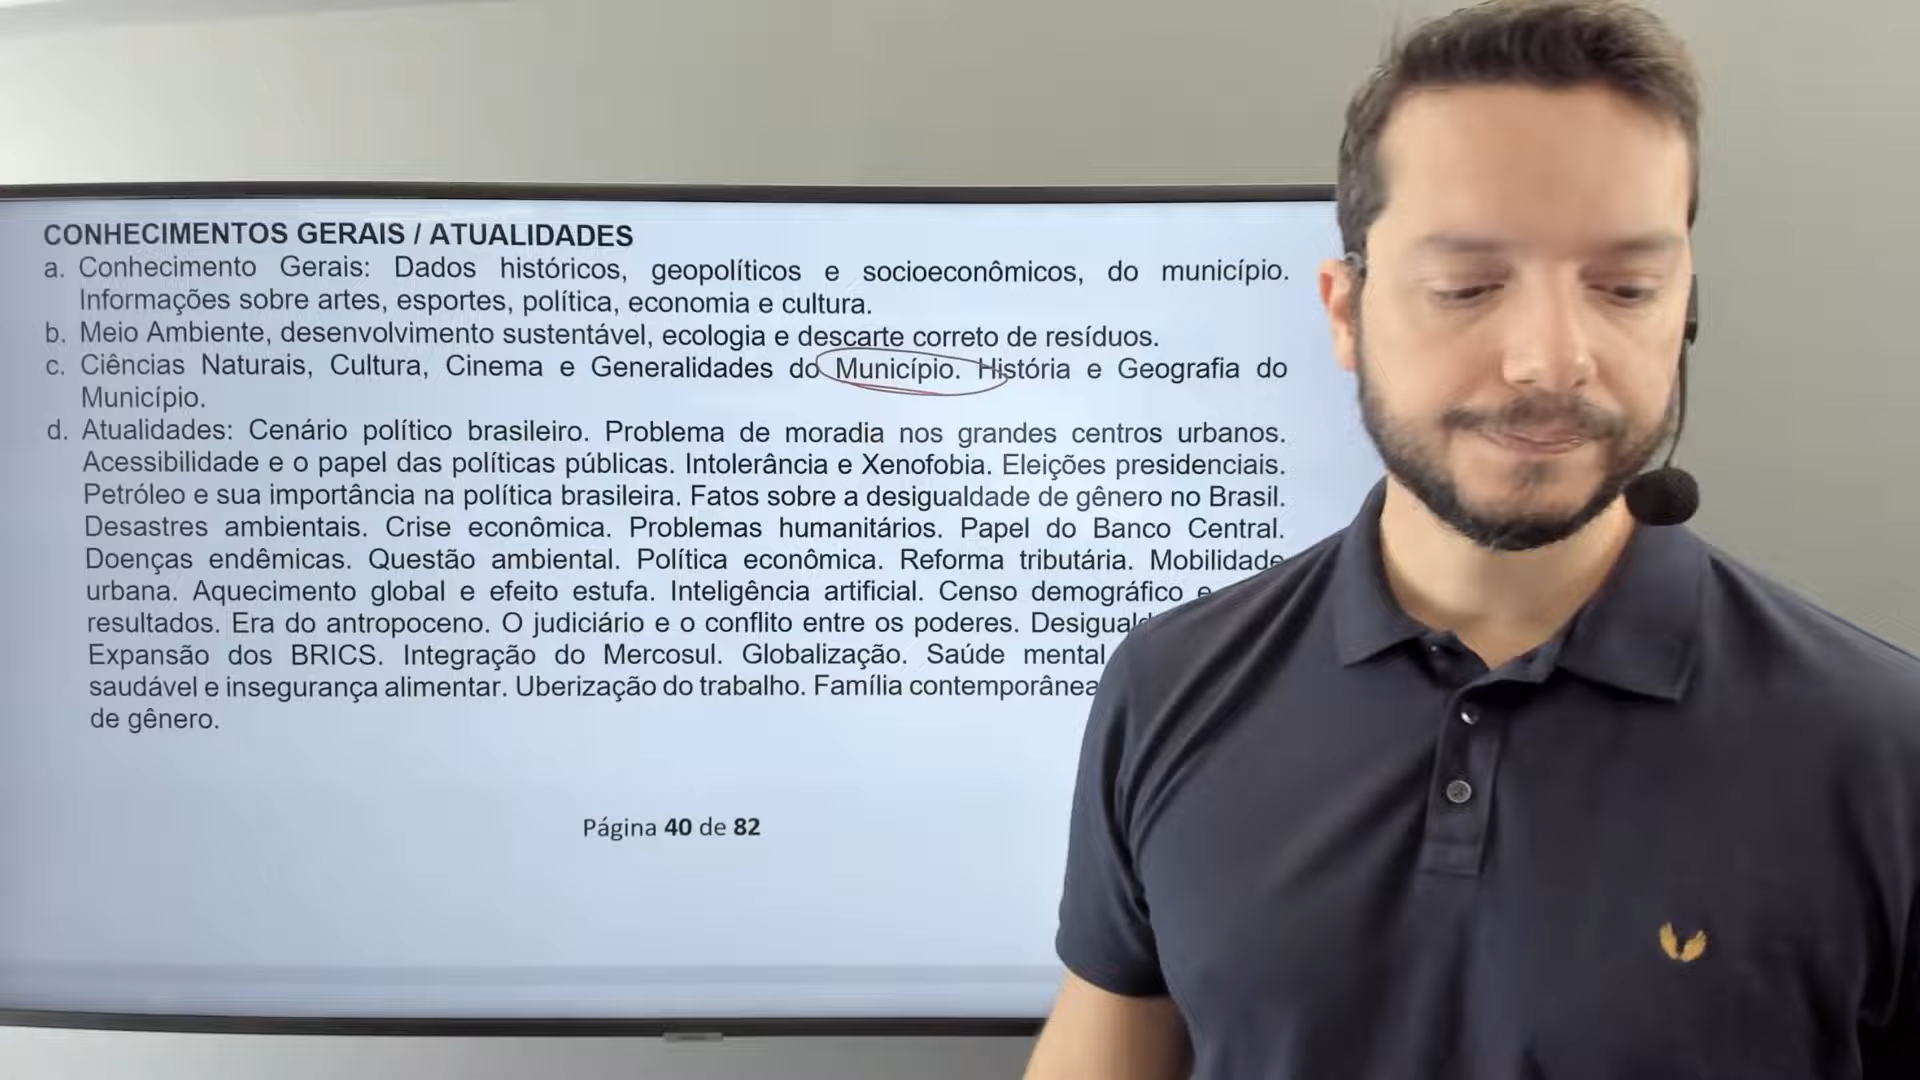 CONHECIMENTOS GERAIS / ATUALIDADES
a. Conhecimento Gerais: Dados históricos, geopolíticos e socioeconômicos, do município.
Informações sobre artes, esportes, política, economia e cultura.
b. Meio Ambiente, desenvolvimento sustentável, ecologia e descarte correto de resíduos.
c. Ciências Naturais, Cultura, Cinema e Generalidades do Município. História e Geografia do
Município.
d. Atualidades: Cenário político brasileiro. Problema de moradia nos grandes centros urbanos.
Acessibilidade e o papel das políticas públicas. Intolerância e Xenofobia. Eleições presidenciais.
Petróleo e sua importância na política brasileira. Fatos sobre a desigualdade de gênero no Brasil.
Desastres ambientais. Crise econômica. Problemas humanitários. Papel do Banco Central.
Doenças endêmicas. Questão ambiental. Política econômica. Reforma tributária. Mobilidade
urbana. Aquecimento global e efeito estufa. Inteligência artificial. Censo demográfico e
resultados. Era do antropoceno. O judiciário e o conflito entre os poderes.
Expansão dos BRICS. Integração do Mercosul. Globalização. Saúde mental
saudável e insegurança alimentar. Uberização do trabalho. Família contemporânea
de gênero.
Página 40 de 82